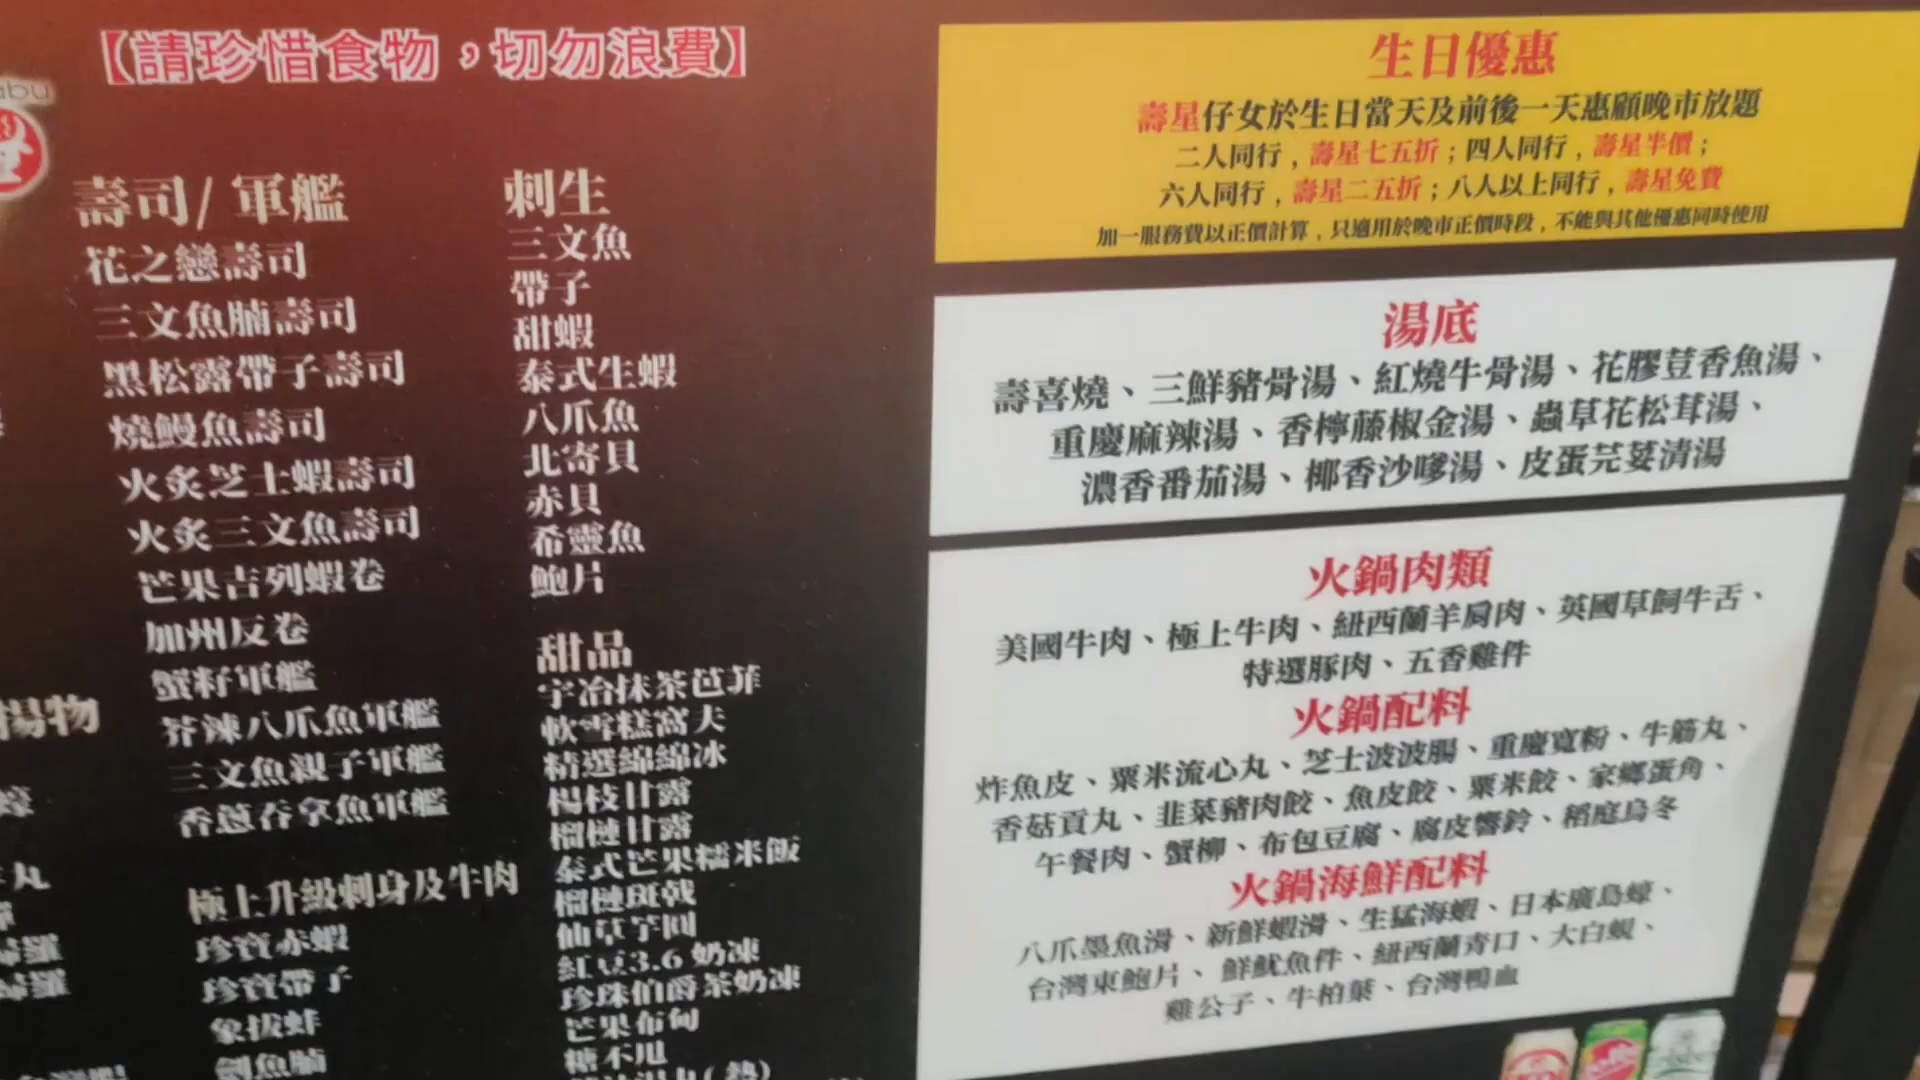 【請珍惜食物,切勿浪費】
壽司/ 軍艦
花之戀壽司
三文魚腩壽司
黑松露帶子壽司
燒鰻魚壽司
火炙芝士蝦壽司
火炙三文魚壽司
芒果吉列蝦卷
加州反卷
蟹籽軍艦
芥辣八爪魚軍艦
三文魚親子軍艦
香蔥吞拿魚軍艦
極上升級刺身及牛肉
珍寶赤蝦
珍寶帶子
象拔蚌
劍魚腩
刺生
三文魚
帶子
甜蝦
泰式生蝦
八爪魚
北寄貝
赤貝
希靈魚
鮑片
甜品
宇治抹茶芭菲
軟雪糕窩夫
精選綿綿冰
楊枝甘露
榴槤甘露
泰式芒果糯米飯
榴槤班戟
仙草芋圓
紅豆3.6 奶凍
珍珠伯爵茶奶凍
芒果布甸
糖不甩
生日優惠
壽星仔女於生日當天及前後一天惠顧晚市放題
二人同行,壽星七五折;四人同行,壽星半價;
六人同行,壽星二五折;八人以上同行,壽星免費
加一服務費以正價計算,只適用於晚市正價時段,不能與其他優惠同時使用
湯底
壽喜燒、三鮮豬骨湯、紅燒牛骨湯、花膠荳香魚湯、
重慶麻辣湯、香檸藤椒金湯、蟲草花松茸湯、
濃香番茄湯、椰香沙嗲湯、皮蛋芫荽清湯
火鍋肉類
美國牛肉、極上牛肉、紐西蘭羊肩肉、英國草飼牛舌、
特選豚肉、五香雞件
火鍋配料
炸魚皮、粟米流心丸、芝士波波腸、重慶寬粉、牛筋丸、
香菇貢丸、韭菜豬肉餃、魚皮餃、粟米餃、家鄉蛋角、
午餐肉、蟹柳、布包豆腐、腐皮響鈴、稻庭烏冬
火鍋海鮮配料
八爪墨魚滑、新鮮蝦滑、生猛海蝦、日本廣島蠔、
台灣東鮑片、鮮魷魚件、紐西蘭青口、大白蜆、
雞公子、牛柏葉、台灣鴨血